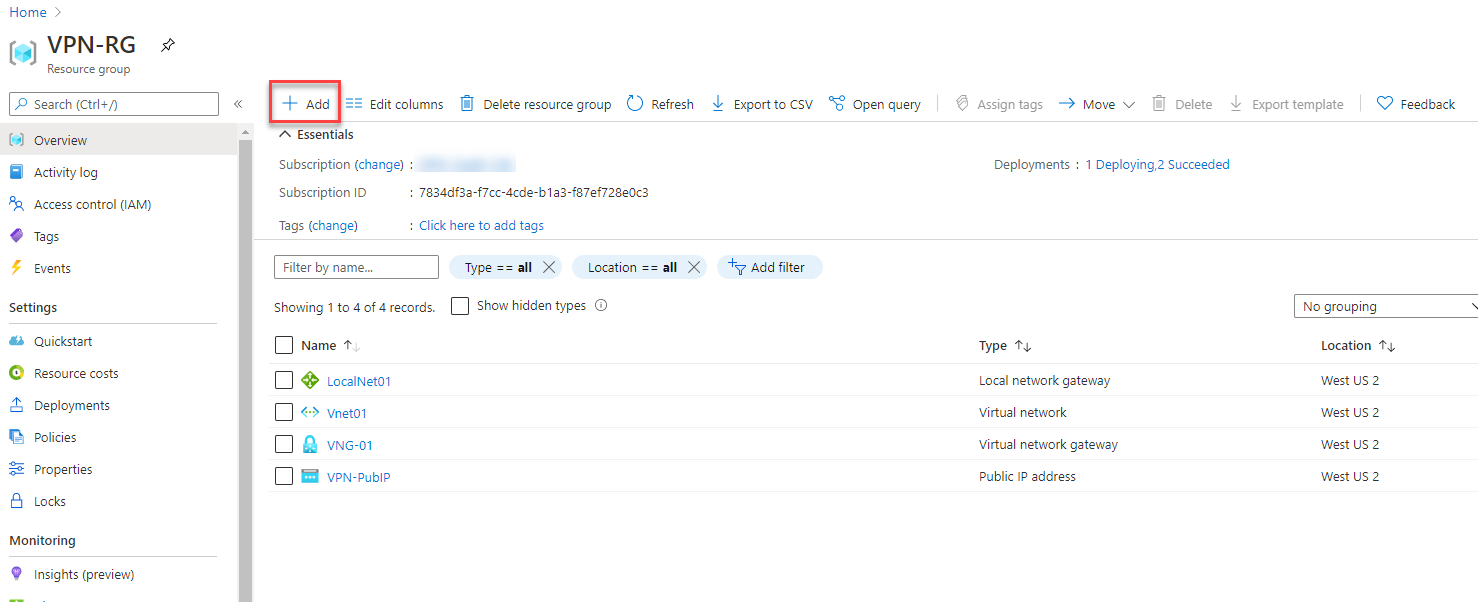 Home
VPN-RG
Resource group
Search (Ctrl+/)
Overview
Activity log
Access control (IAM)
Tags
Events
Settings
Quickstart
Resource costs
Deployments
Policies
Properties
Locks
Monitoring
Insights (preview)
Add Edit columns Delete resource group Refresh Export to CSV Open query Assign tags Move Delete Export template Feedback
Essentials
Subscription (change) : Deployments : 1 Deploying,2 Succeeded
Subscription ID : 7834df3a-f7cc-4cde-b1a3-f87ef728e0c3
Tags (change) : Click here to add tags
Filter by name... Type == all Location == all Add filter
Showing 1 to 4 of 4 records. Show hidden types No grouping
Name Type Location
LocalNet01 Local network gateway West US 2
Vnet01 Virtual network West US 2
VNG-01 Virtual network gateway West US 2
VPN-PubIP Public IP address West US 2